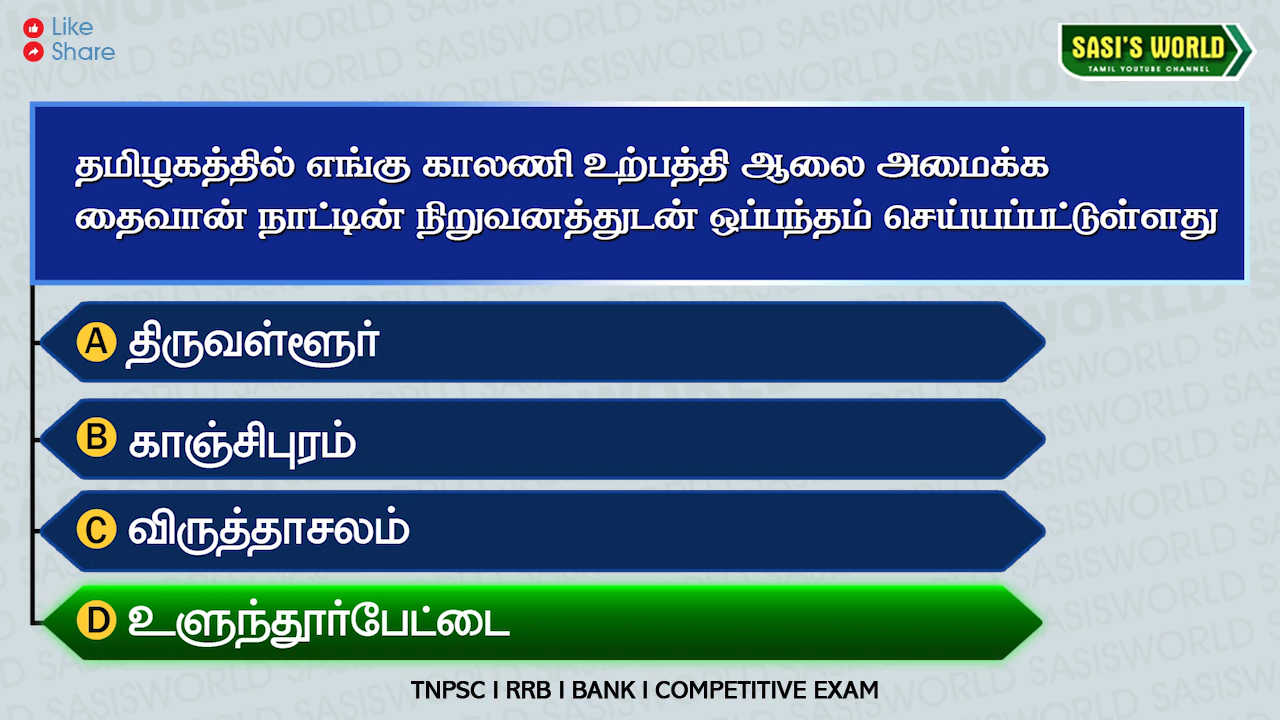 Like
Share
SASI'S WORLD
TAMIL YOUTUBE CHANNEL
தமிழகத்தில் எங்கு காலணி உற்பத்தி ஆலை அமைக்க
தைவான் நாட்டின் நிறுவனத்துடன் ஒப்பந்தம் செய்யப்பட்டுள்ளது
A திருவள்ளூர்
B காஞ்சிபுரம்
C விருத்தாசலம்
D உளுந்தூர்பேட்டை
TNPSC I RRB I BANK I COMPETITIVE EXAM